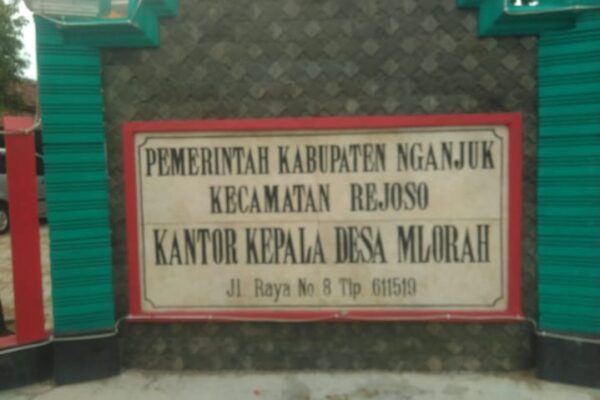 PEMERINTAH KABUPATEN NGANJUK
KECAMATAN REJOSO
KANTOR KEPALA DESA MLORAH
Jl. Raya No 8 Tlp. 611519